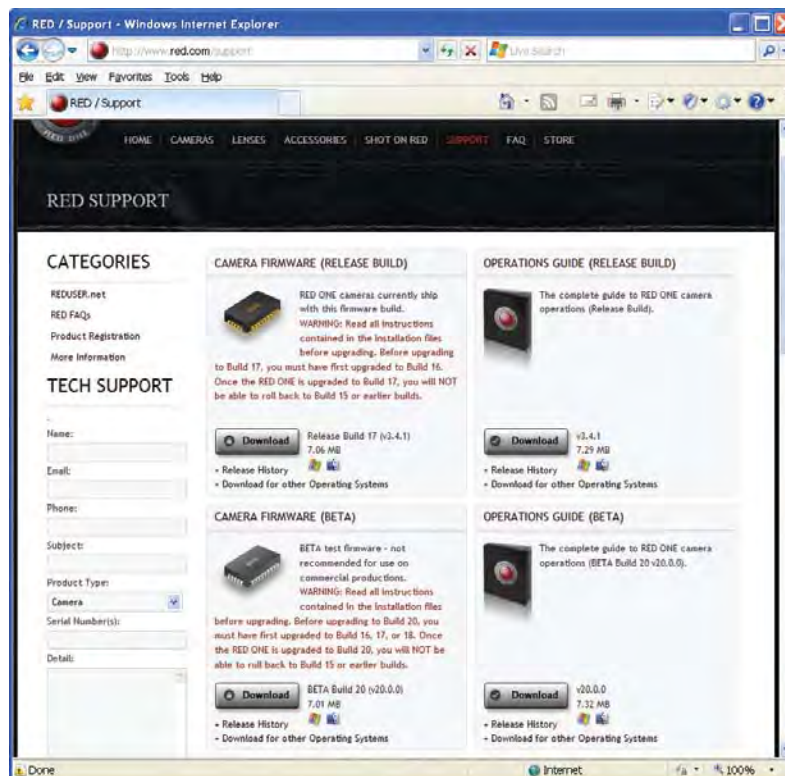 RED / Support - Windows Internet Explorer
http://www.red.com/support
Live Search
File Edit View Favorites Tools Help
RED / Support
RED ONE
HOME CAMERAS LENSES ACCESSORIES SHOT ON RED SUPPORT FAQ STORE
RED SUPPORT
CATEGORIES
REDUSER.net
RED FAQs
Product Registration
More Information
TECH SUPPORT
.
Name:
Email:
Phone:
Subject:
Product Type:
Camera
Serial Number(s):
Detail:
CAMERA FIRMWARE (RELEASE BUILD)
RED ONE cameras currently ship
with this firmware build.
WARNING: Read all instructions
contained in the installation files
before upgrading. Before upgrading
to Build 17, you must have first upgraded to Build 16.
Once the RED ONE is upgraded to Build 17, you will NOT
be able to roll back to Build 15 or earlier builds.
Download
Release Build 17 (v3.4.1)
7.06 MB
• Release History
• Download for other Operating Systems
OPERATIONS GUIDE (RELEASE BUILD)
The complete guide to RED ONE camera
operations (Release Build).
Download
v3.4.1
7.29 MB
• Release History
• Download for other Operating Systems
CAMERA FIRMWARE (BETA)
BETA test firmware - not
recommended for use on
commercial productions.
WARNING: Read all instructions
contained in the installation files
before upgrading. Before upgrading to Build 20, you
must have first upgraded to Build 16, 17, or 18. Once
the RED ONE is upgraded to Build 20, you will NOT be
able to roll back to Build 15 or earlier builds.
Download
BETA Build 20 (v20.0.0)
7.01 MB
• Release History
• Download for other Operating Systems
OPERATIONS GUIDE (BETA)
The complete guide to RED ONE camera
operations (BETA Build 20 v20.0.0).
Download
v20.0.0
7.32 MB
• Release History
• Download for other Operating Systems
Done
Internet
100%